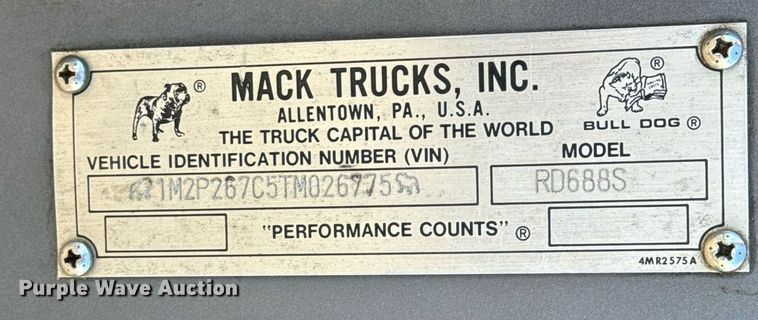 MACK TRUCKS, INC.
ALLENTOWN, PA., U.S.A.
THE TRUCK CAPITAL OF THE WORLD
BULL DOG ®
VEHICLE IDENTIFICATION NUMBER (VIN)
MODEL
1M2P267C5TM026775
RD688S
"PERFORMANCE COUNTS" ®
4MR2575A
Purple Wave Auction